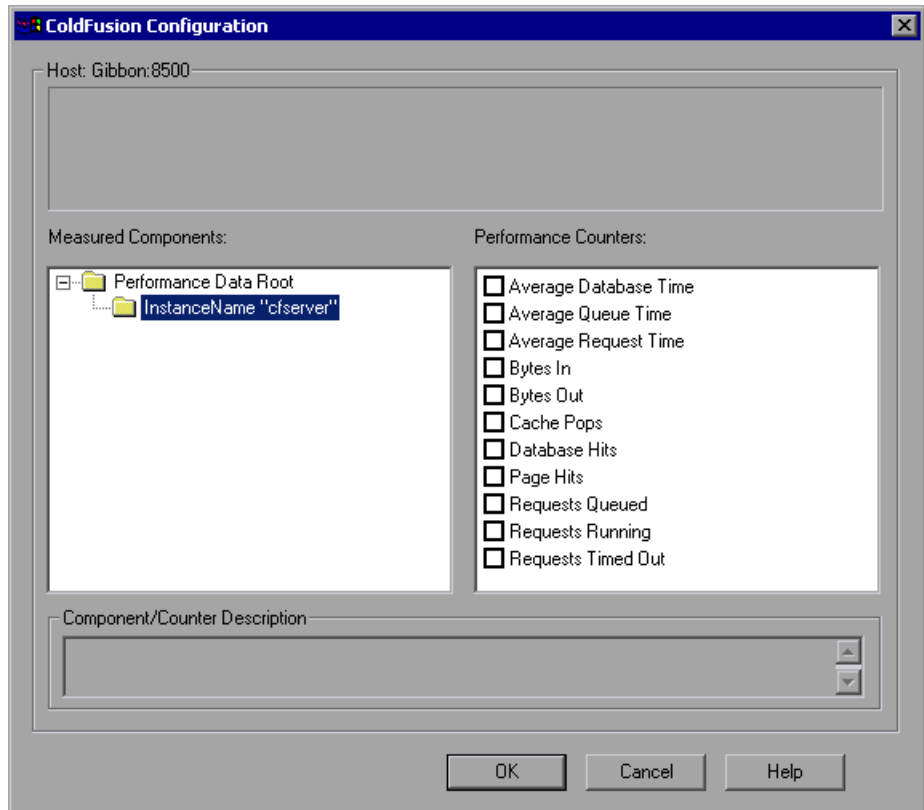 ColdFusion Configuration
Host: Gibbon:8500
Measured Components:
Performance Counters:
Performance Data Root
InstanceName "cfserver"
Average Database Time
Average Queue Time
Average Request Time
Bytes In
Bytes Out
Cache Pops
Database Hits
Page Hits
Requests Queued
Requests Running
Requests Timed Out
Component/Counter Description
OK
Cancel
Help